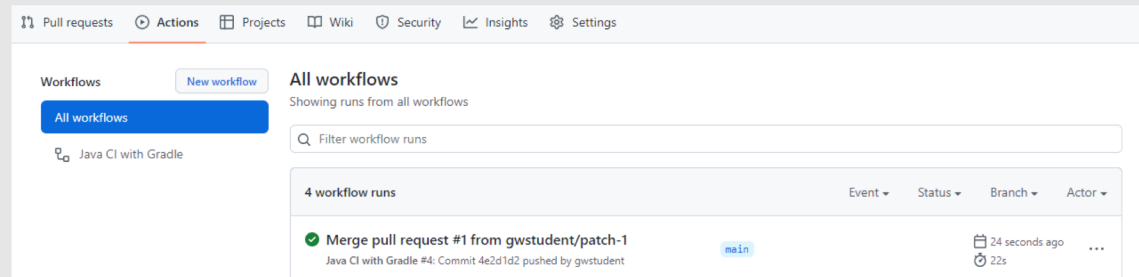 Pull requests Actions Projects Wiki Security Insights Settings
Workflows New workflow
All workflows
Java CI with Gradle
All workflows
Showing runs from all workflows
Filter workflow runs
4 workflow runs Event Status Branch Actor
Merge pull request #1 from gwstudent/patch-1
Java CI with Gradle #4: Commit 4e2d1d2 pushed by gwstudent
main
24 seconds ago
22s